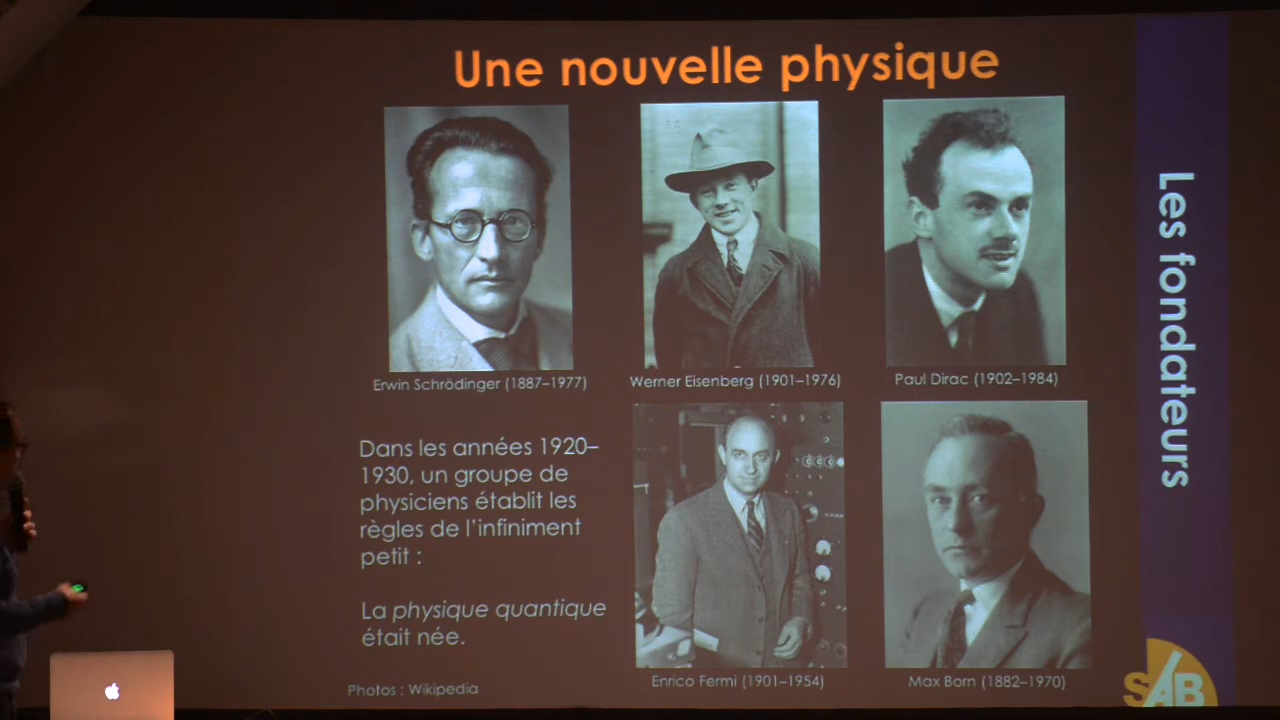 Une nouvelle physique
Erwin Schrödinger (1887–1977)
Werner Eisenberg (1901–1976)
Paul Dirac (1902–1984)
Dans les années 1920–
1930, un groupe de
physiciens établit les
règles de l'infiniment
petit :
La physique quantique
était née.
Enrico Fermi (1901–1954)
Max Born (1882–1970)
Photos : Wikipedia
Les fondateurs
SAB